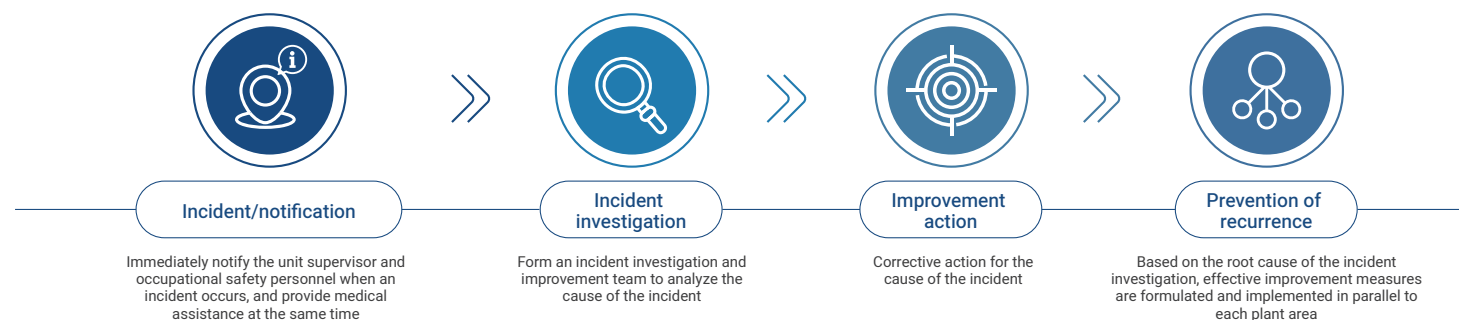 i
Incident/notification
Immediately notify the unit supervisor and
occupational safety personnel when an
incident occurs, and provide medical
assistance at the same time
Incident
investigation
Form an incident investigation and
improvement team to analyze the
cause of the incident
Improvement
action
Corrective action for the
cause of the incident
Prevention of
recurrence
Based on the root cause of the incident
investigation, effective improvement measures
are formulated and implemented in parallel to
each plant area